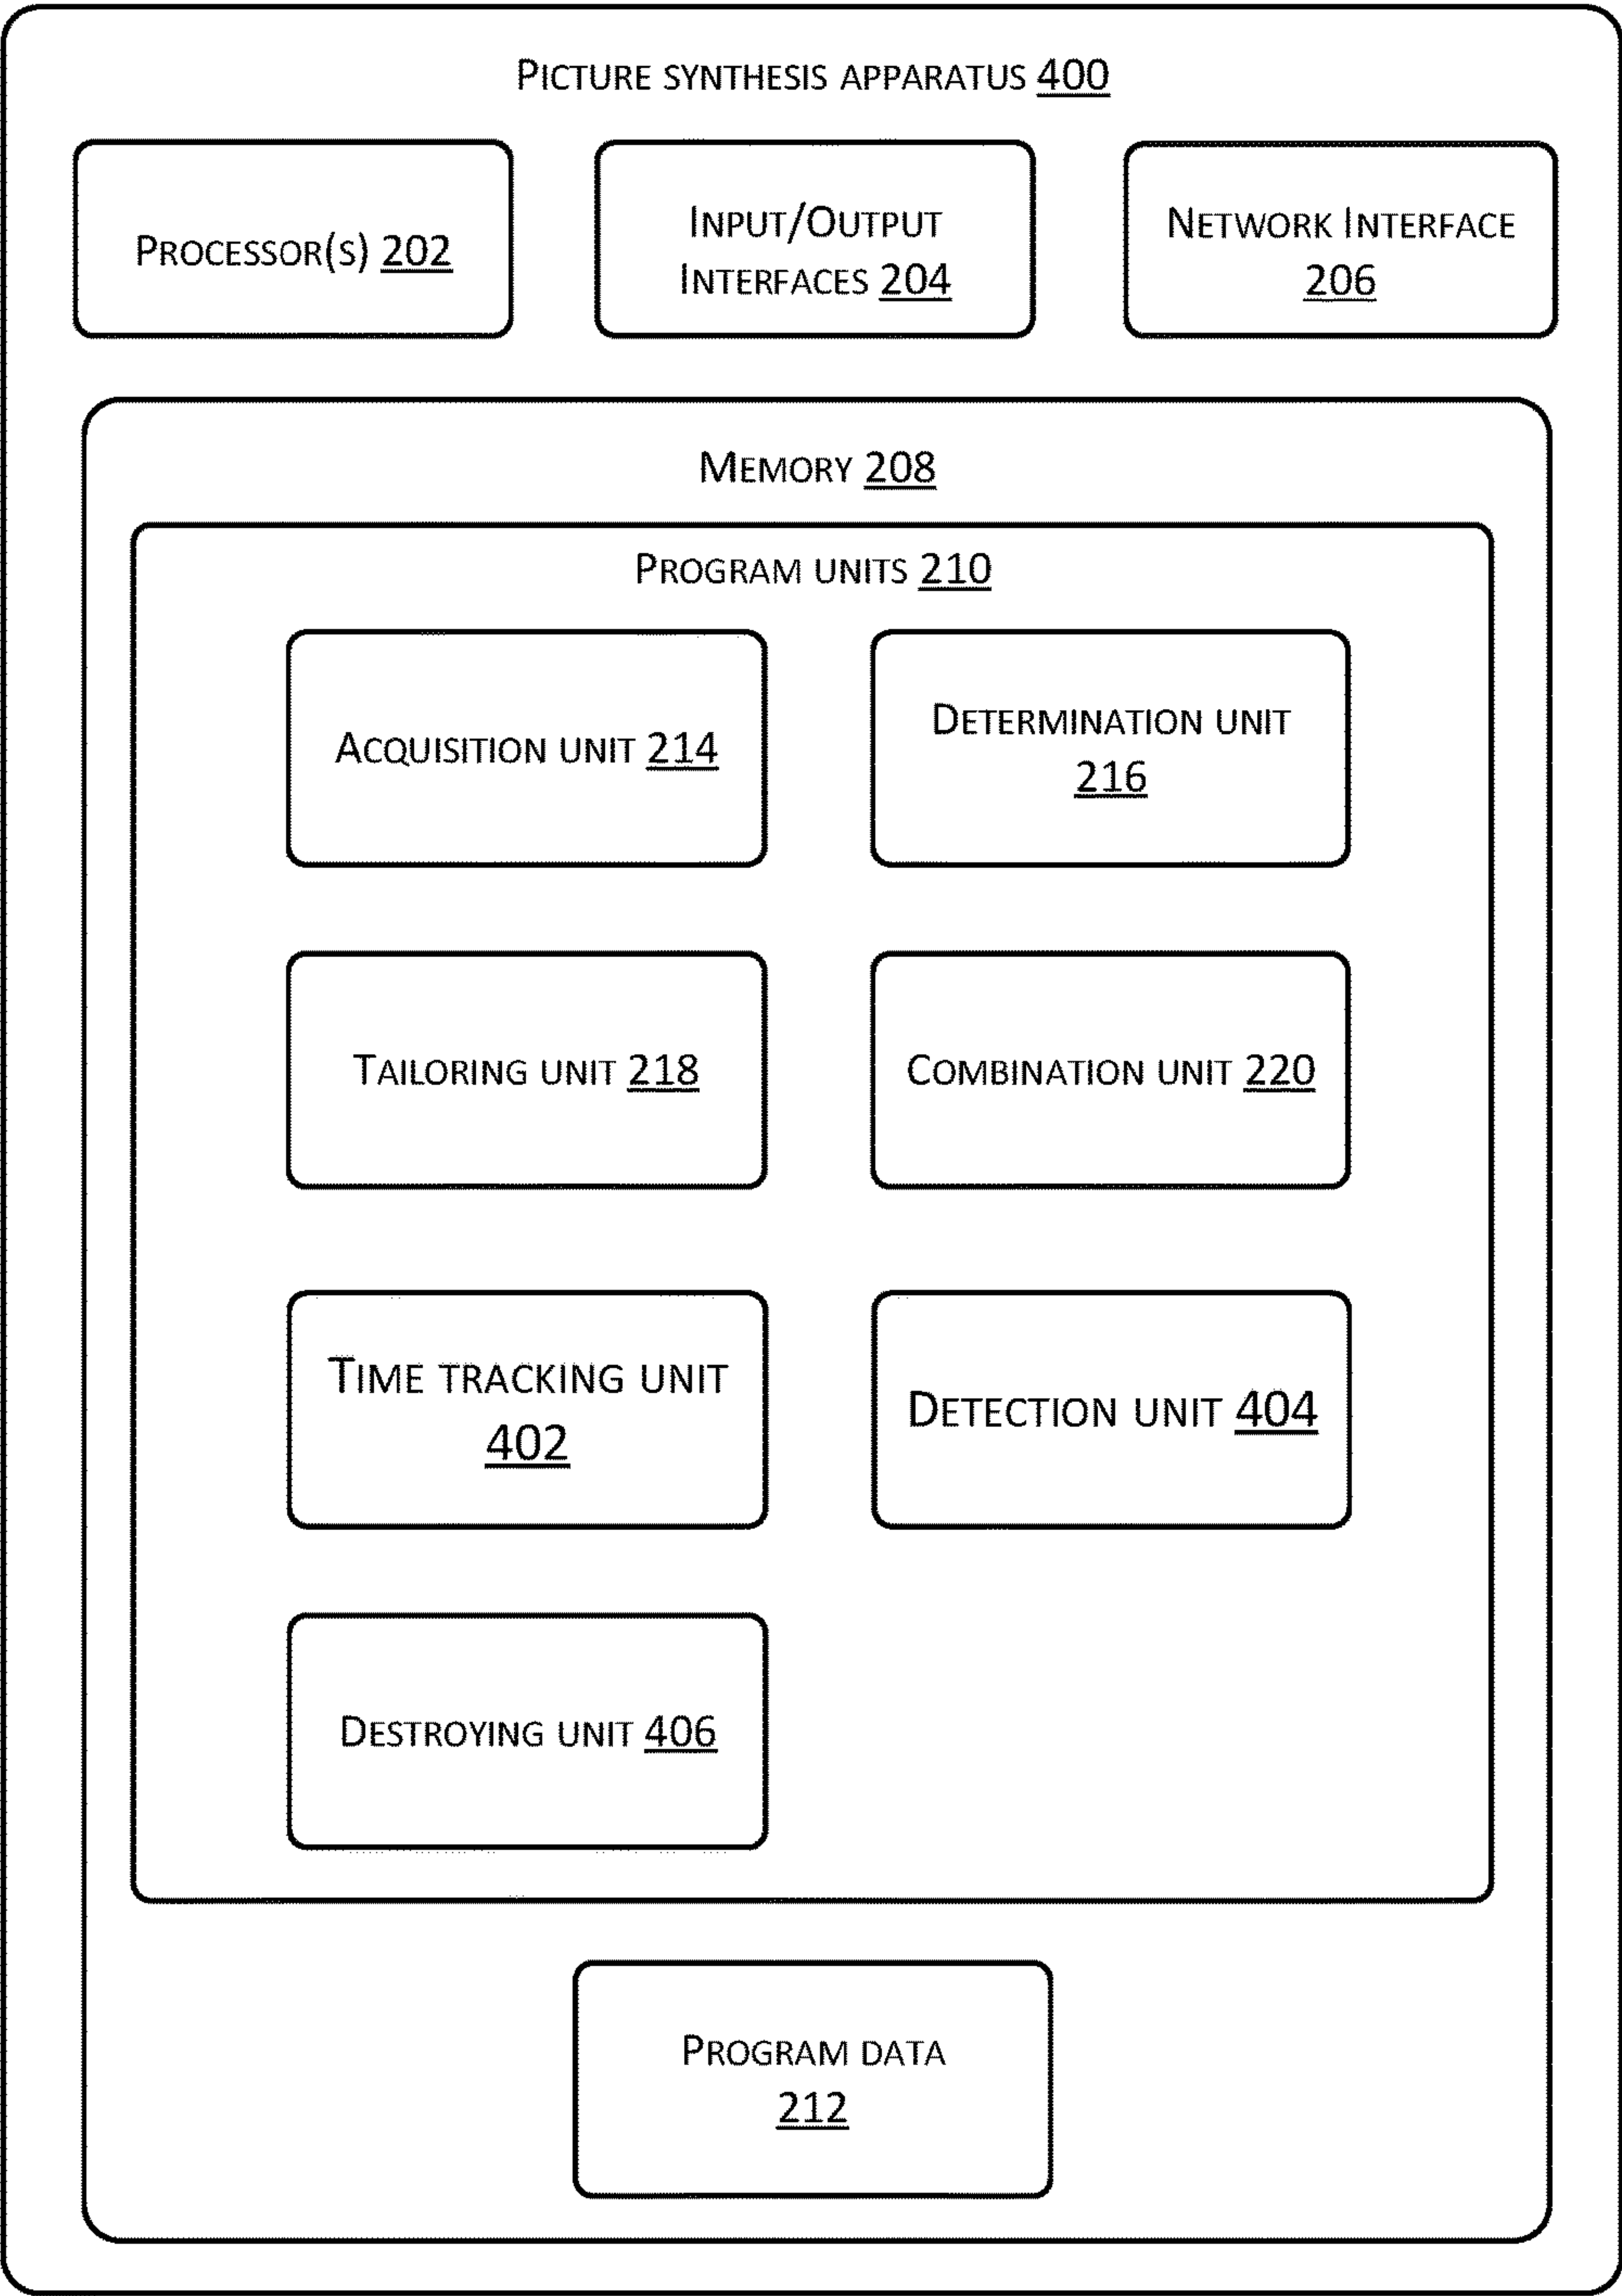 Picture synthesis apparatus 400
Processor(s) 202
Input/Output
Interfaces 204
Network Interface
206
Memory 208
Program units 210
Acquisition unit 214
Determination unit
216
Tailoring unit 218
Combination unit 220
Time tracking unit
402
Detection unit 404
Destroying unit 406
Program data
212